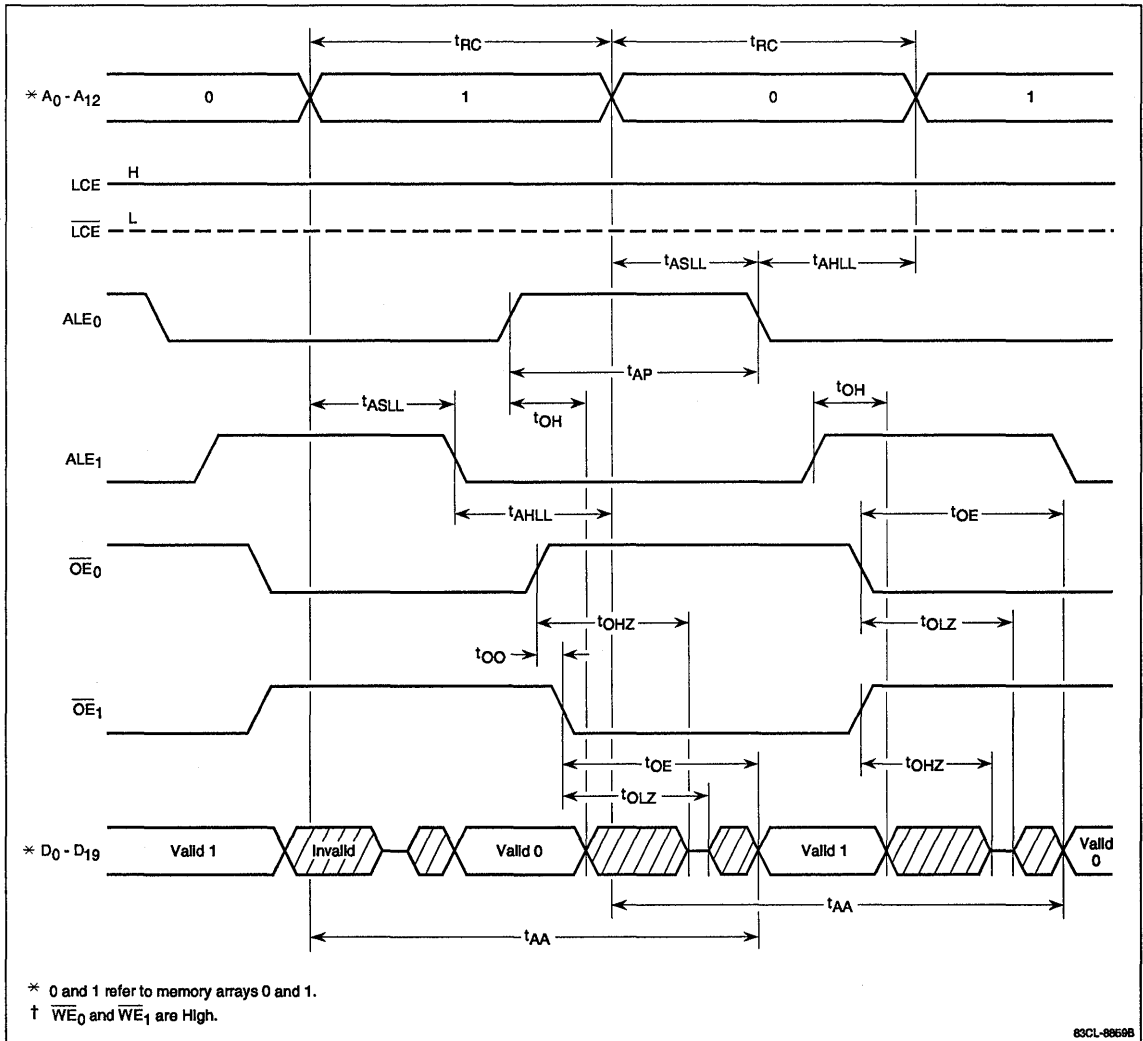 tRC tRC
* A0 - A12 0 1 0 1
LCE H
LCE L
tASLL tAHLL
ALE0
tAP
tASLL tOH tOH
ALE1
tAHLL tOE
OE0
tOHZ tOLZ
tOO
OE1
tOE tOHZ
tOLZ
* D0 - D19 Valid 1 Invalid Valid 0 Valid 1 Valid 0
tAA
tAA
* 0 and 1 refer to memory arrays 0 and 1.
† WE0 and WE1 are High.
83CL-8859B